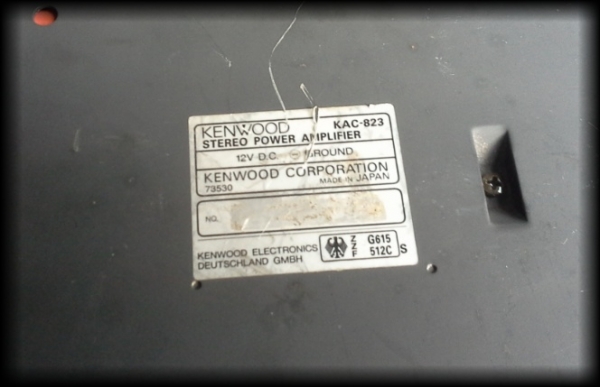 KENWOOD KAC-823
STEREO POWER AMPLIFIER
12V D.C. ⊖ GROUND
KENWOOD CORPORATION
73530 MADE IN JAPAN
NO.
KENWOOD ELECTRONICS
DEUTSCHLAND GMBH
Z Z F
G615
512C S